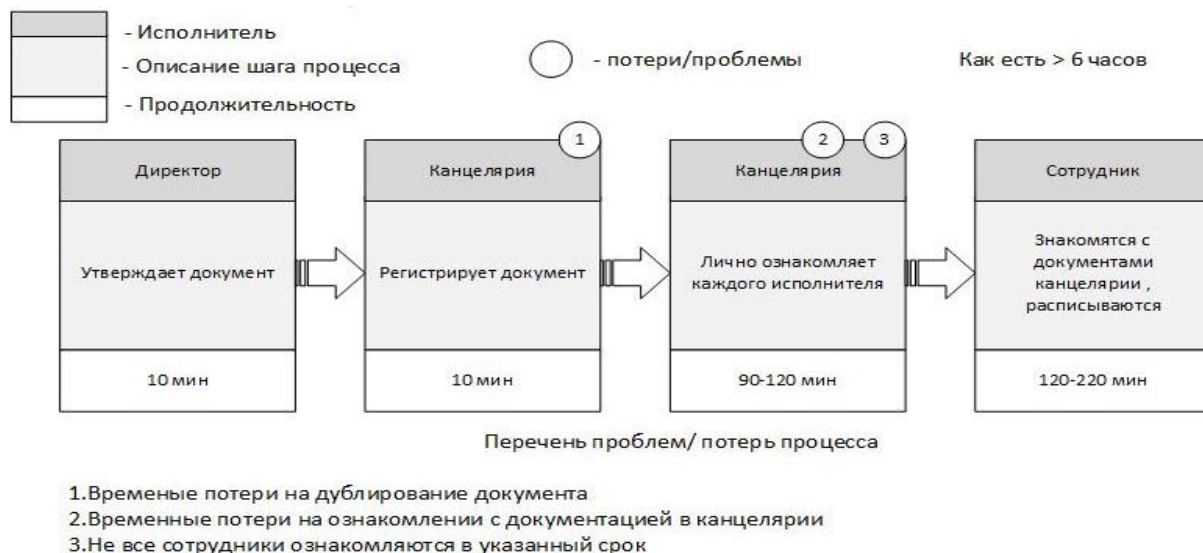 - Исполнитель
- Описание шага процесса
- Продолжительность
- потери/проблемы
Как есть > 6 часов
Директор
Утверждает документ
10 мин
1
Канцелярия
Регистрирует документ
10 мин
2
3
Канцелярия
Лично ознакомляет
каждого исполнителя
90-120 мин
Сотрудник
Знакомятся с
документами
канцелярии ,
расписываются
120-220 мин
Перечень проблем/ потерь процесса
1.Временые потери на дублирование документа
2.Временные потери на ознакомлении с документацией в канцелярии
3.Не все сотрудники ознакомляются в указанный срок